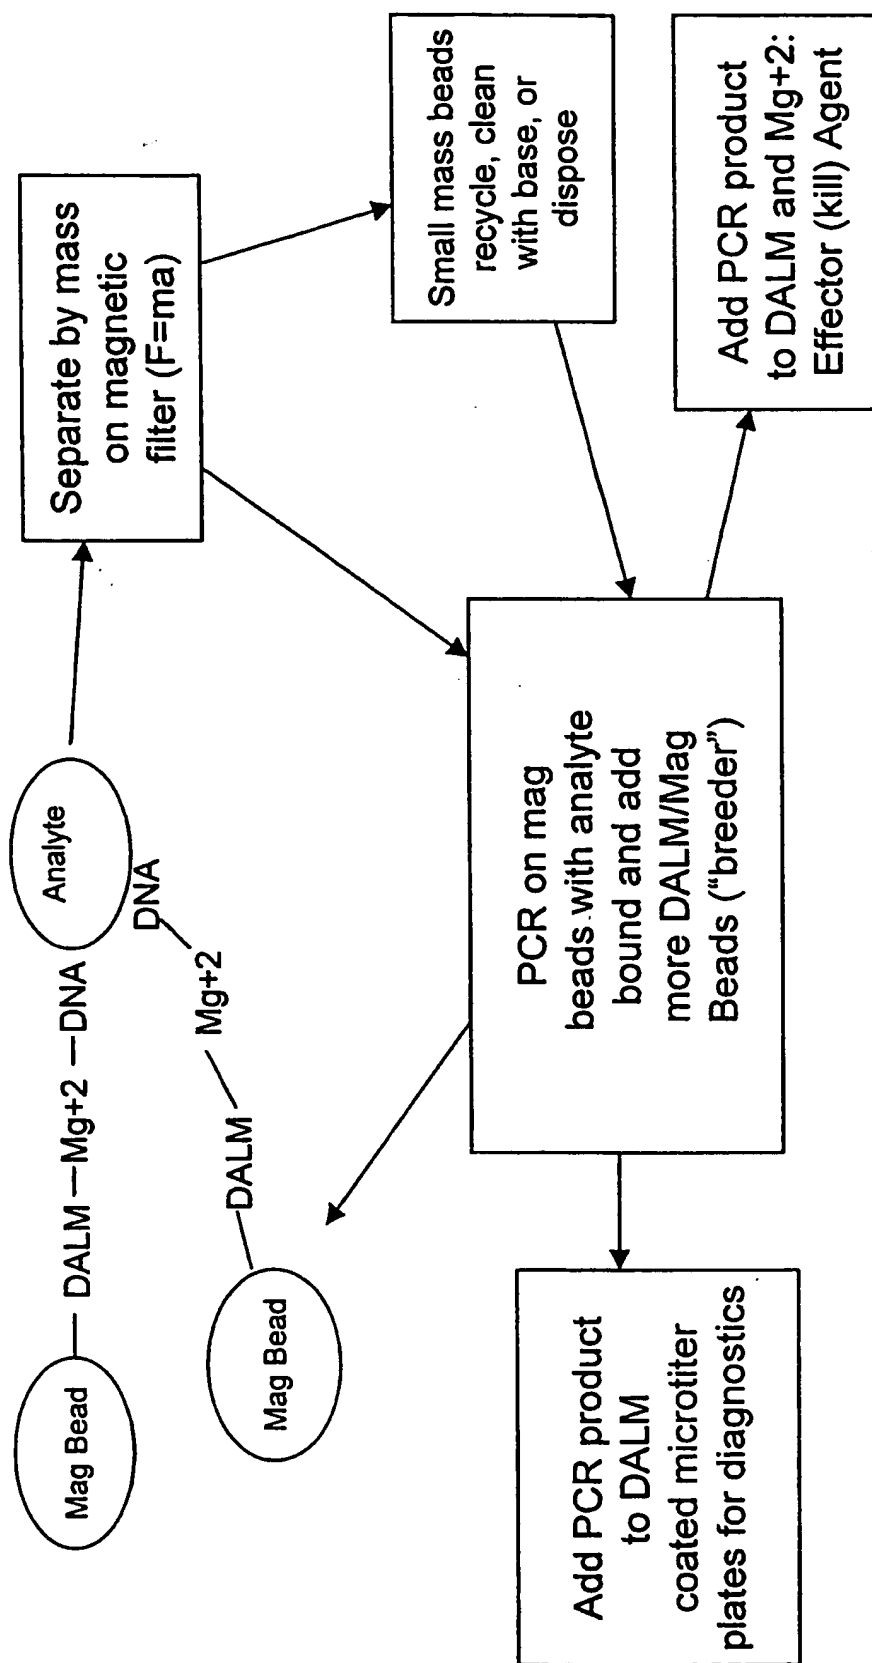 Mag Bead
DALM
Mg+2
DNA
Analyte
Mag Bead
DALM
Mg+2
DNA
Separate by mass
on magnetic
filter (F=ma)
Small mass beads
recycle, clean
with base, or
dispose
PCR on mag
beads with analyte
bound and add
more DALM/Mag
Beads (“breeder”)
Add PCR product
to DALM
coated microtiter
plates for diagnostics
Add PCR product
to DALM and Mg+2:
Effector (kill) Agent